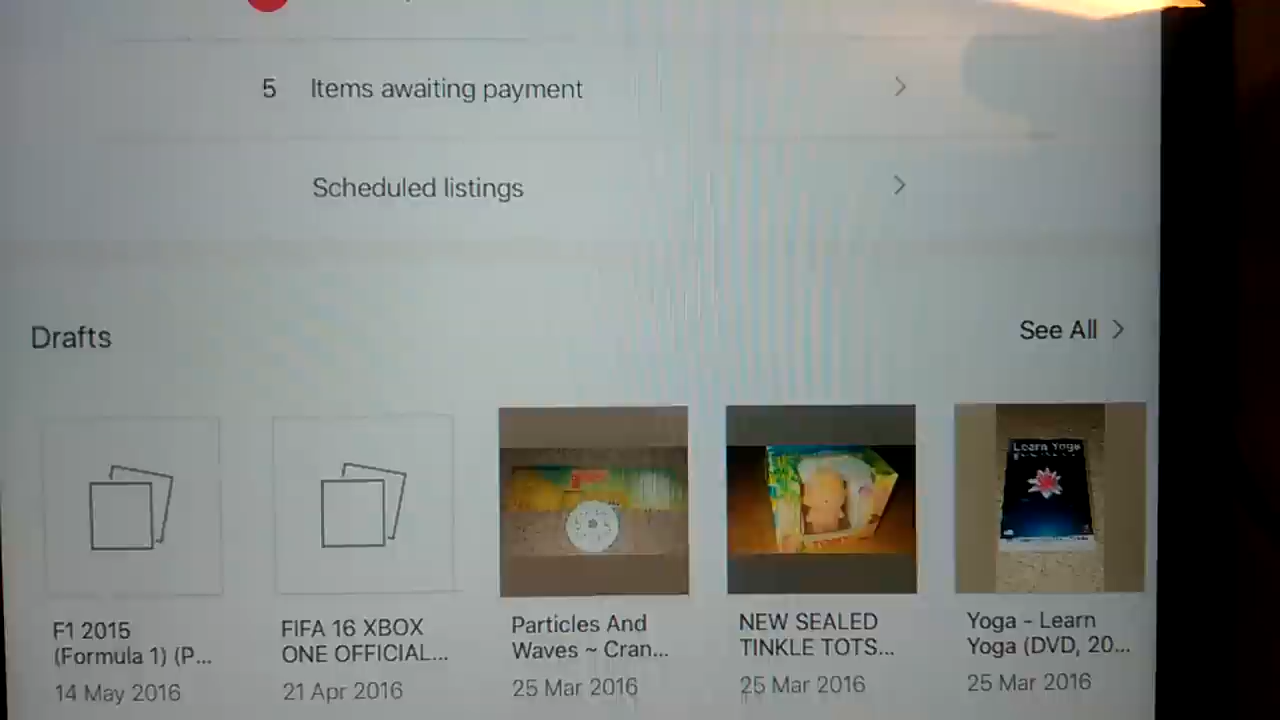 5 Items awaiting payment
Scheduled listings
Drafts
See All
F1 2015
(Formula 1) (P...
14 May 2016
FIFA 16 XBOX
ONE OFFICIAL...
21 Apr 2016
Particles And
Waves ~ Cran...
25 Mar 2016
NEW SEALED
TINKLE TOTS...
25 Mar 2016
Learn Yoga
Yoga - Learn
Yoga (DVD, 20...
25 Mar 2016